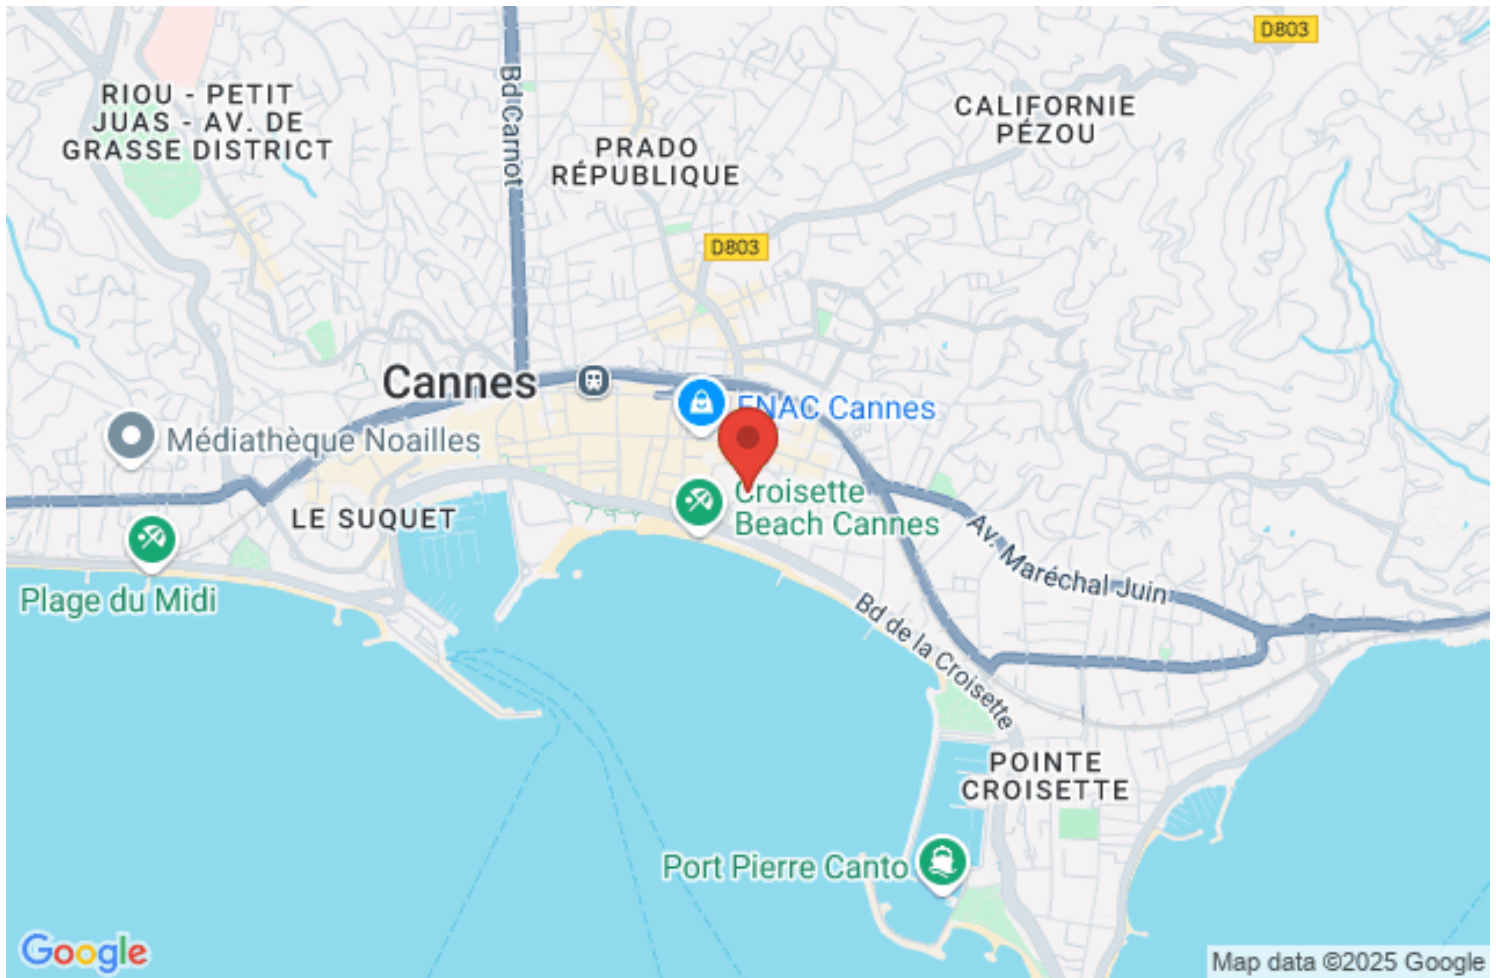 D803
RIOU - PETIT
JUAS - AV. DE
GRASSE DISTRICT
Bd Carnot
PRADO
RÉPUBLIQUE
CALIFORNIE
PÉZOU
D803
Cannes
FNAC Cannes
Médiathèque Noailles
LE SUQUET
Croisette
Beach Cannes
Plage du Midi
Av. Maréchal Juin
Bd de la Croisette
POINTE
CROISETTE
Port Pierre Canto
Google
Map data ©2025 Google